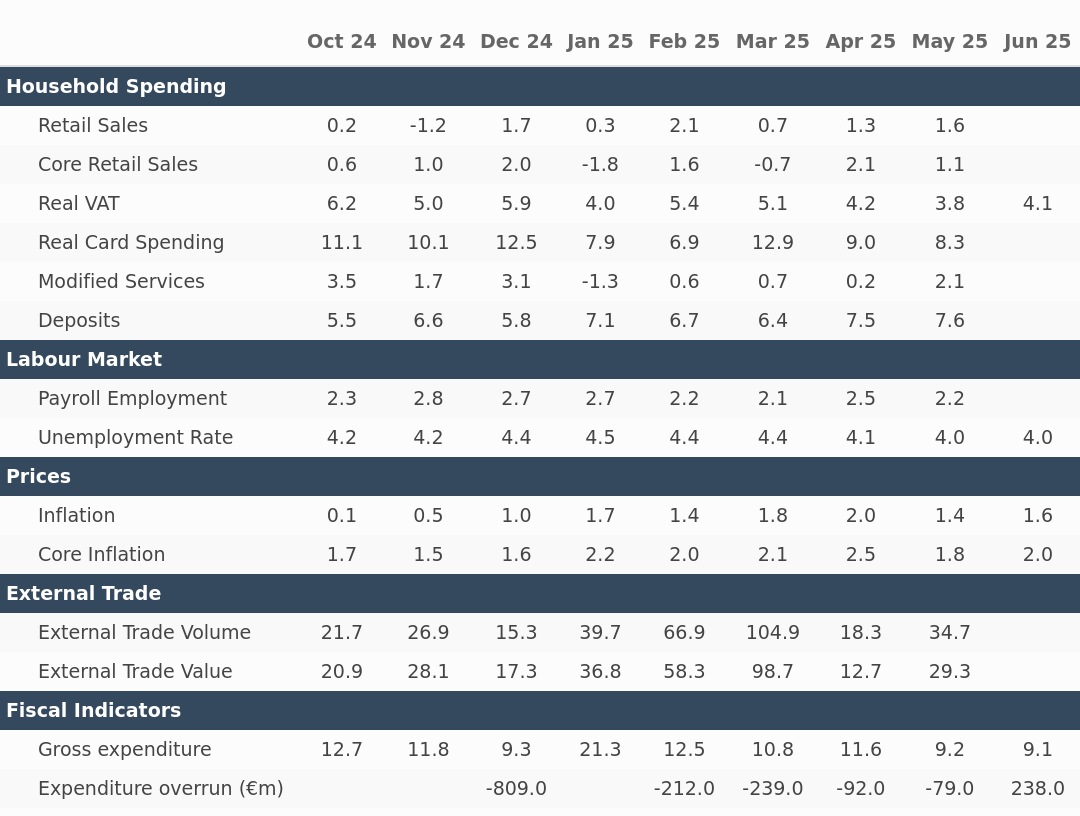 Oct 24 Nov 24 Dec 24 Jan 25 Feb 25 Mar 25 Apr 25 May 25 Jun 25
Household Spending
Retail Sales 0.2 -1.2 1.7 0.3 2.1 0.7 1.3 1.6
Core Retail Sales 0.6 1.0 2.0 -1.8 1.6 -0.7 2.1 1.1
Real VAT 6.2 5.0 5.9 4.0 5.4 5.1 4.2 3.8 4.1
Real Card Spending 11.1 10.1 12.5 7.9 6.9 12.9 9.0 8.3
Modified Services 3.5 1.7 3.1 -1.3 0.6 0.7 0.2 2.1
Deposits 5.5 6.6 5.8 7.1 6.7 6.4 7.5 7.6
Labour Market
Payroll Employment 2.3 2.8 2.7 2.7 2.2 2.1 2.5 2.2
Unemployment Rate 4.2 4.2 4.4 4.5 4.4 4.4 4.1 4.0 4.0
Prices
Inflation 0.1 0.5 1.0 1.7 1.4 1.8 2.0 1.4 1.6
Core Inflation 1.7 1.5 1.6 2.2 2.0 2.1 2.5 1.8 2.0
External Trade
External Trade Volume 21.7 26.9 15.3 39.7 66.9 104.9 18.3 34.7
External Trade Value 20.9 28.1 17.3 36.8 58.3 98.7 12.7 29.3
Fiscal Indicators
Gross expenditure 12.7 11.8 9.3 21.3 12.5 10.8 11.6 9.2 9.1
Expenditure overrun (€m) -809.0 -212.0 -239.0 -92.0 -79.0 238.0